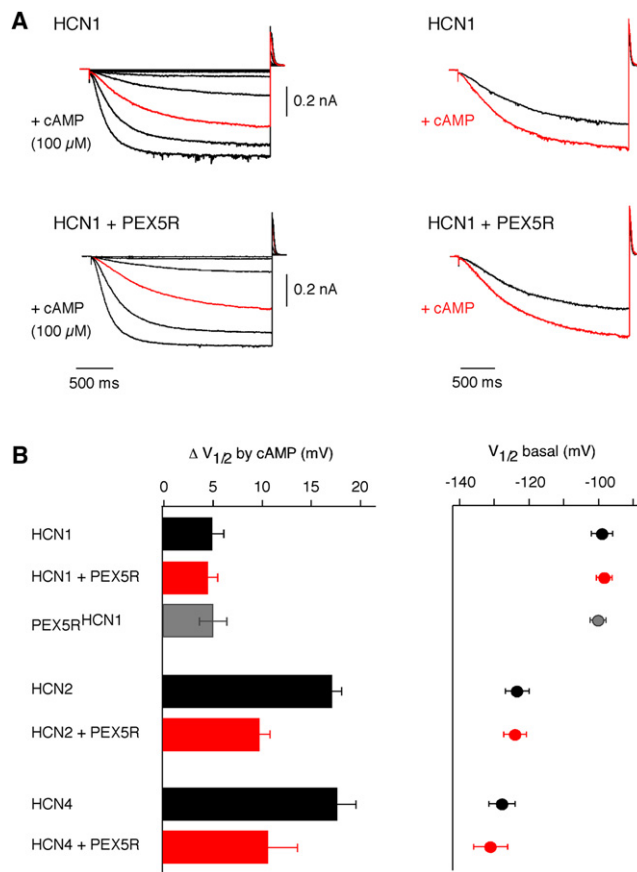 A
HCN1
HCN1
0.2 nA
+ cAMP
(100 µM)
+ cAMP
HCN1 + PEX5R
HCN1 + PEX5R
0.2 nA
+ cAMP
(100 µM)
+ cAMP
500 ms
500 ms
B
Δ V1/2 by cAMP (mV)
V1/2 basal (mV)
0 5 10 15 20
-140 -120 -100
HCN1
HCN1 + PEX5R
PEX5RHCN1
HCN2
HCN2 + PEX5R
HCN4
HCN4 + PEX5R